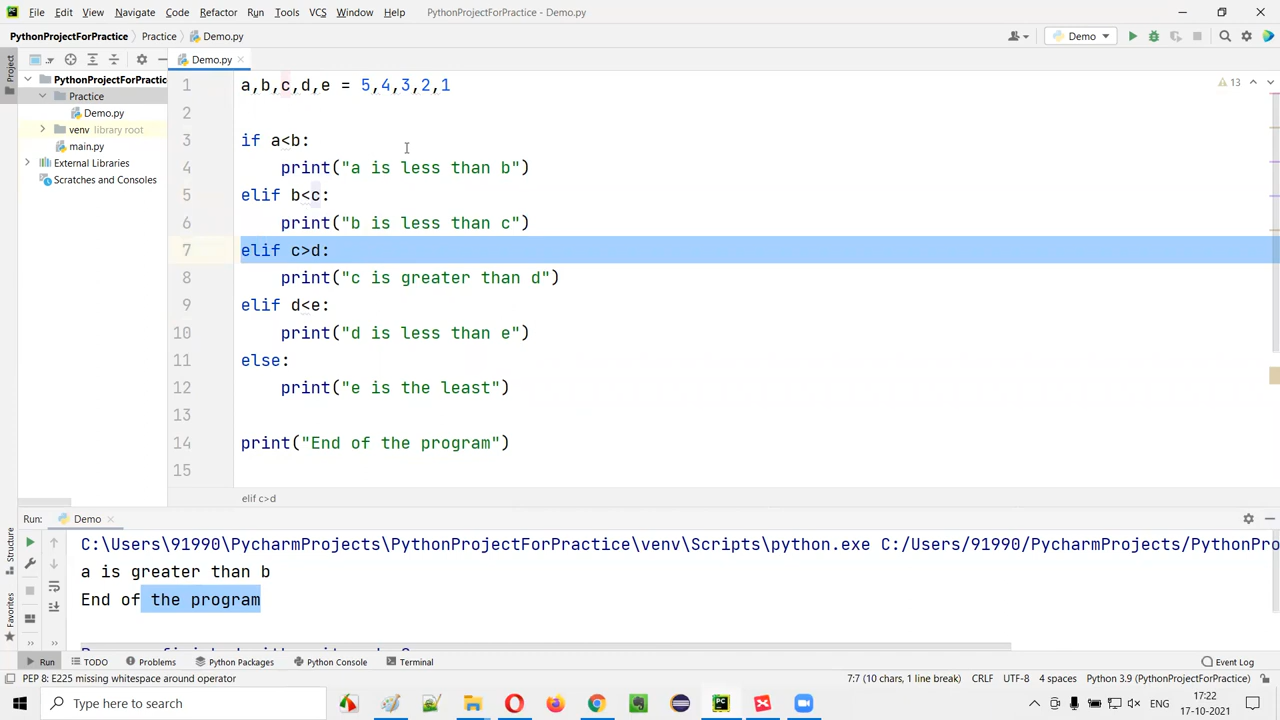 File Edit View Navigate Code Refactor Run Tools VCS Window Help PythonProjectForPractice - Demo.py
PythonProjectForPractice Practice Demo.py Demo
Project Demo.py
PythonProjectForPractic
Practice
Demo.py
venv library root
main.py
External Libraries
Scratches and Consoles
13
1 a,b,c,d,e = 5,4,3,2,1
2
3 if a<b:
4 print("a is less than b")
5 elif b<c:
6 print("b is less than c")
7 elif c>d:
8 print("c is greater than d")
9 elif d<e:
10 print("d is less than e")
11 else:
12 print("e is the least")
13
14 print("End of the program")
15
elif c>d
Structure
Favorites
Run: Demo
C:\Users\91990\PycharmProjects\PythonProjectForPractice\venv\Scripts\python.exe C:/Users/91990/PycharmProjects/PythonPro
a is greater than b
End of the program
Run TODO Problems Python Packages Python Console Terminal Event Log
PEP 8: E225 missing whitespace around operator 7:7 (10 chars, 1 line break) CRLF UTF-8 4 spaces Python 3.9 (PythonProjectForPractice)
Type here to search ENG 17:22
17-10-2021